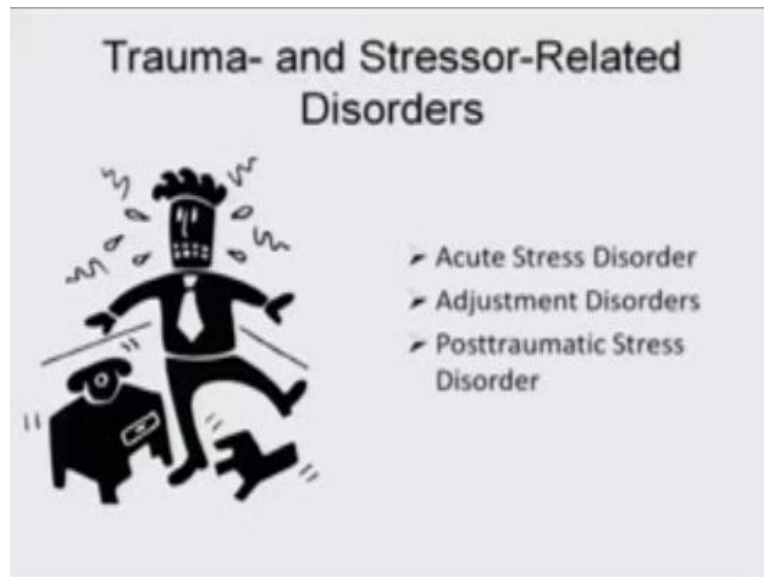 Trauma- and Stressor-Related
Disorders
➢ Acute Stress Disorder
➢ Adjustment Disorders
➢ Posttraumatic Stress
Disorder